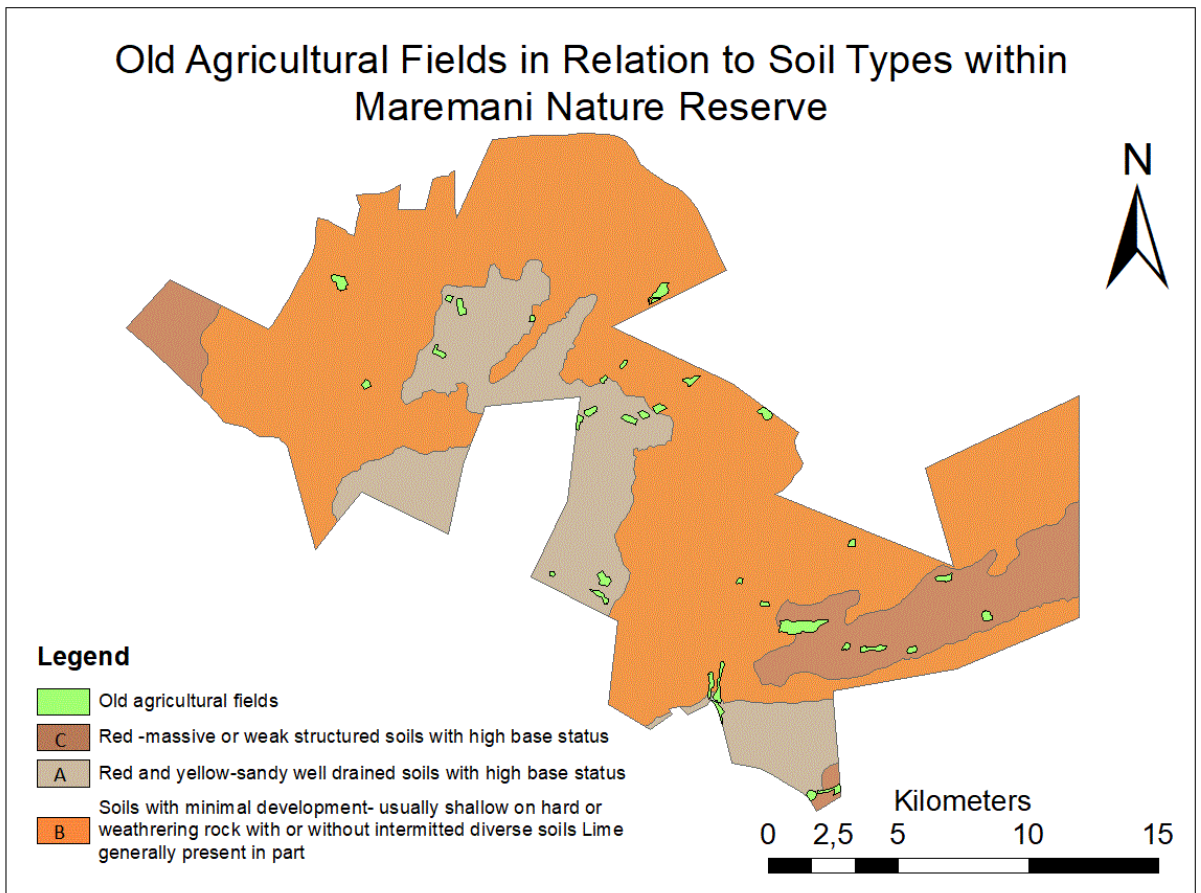 Old Agricultural Fields in Relation to Soil Types within
Maremani Nature Reserve
N
Legend
Old agricultural fields
C Red -massive or weak structured soils with high base status
A Red and yellow-sandy well drained soils with high base status
Soils with minimal development- usually shallow on hard or
B weathrering rock with or without intermitted diverse soils Lime
generally present in part
Kilometers
0 2,5 5 10 15